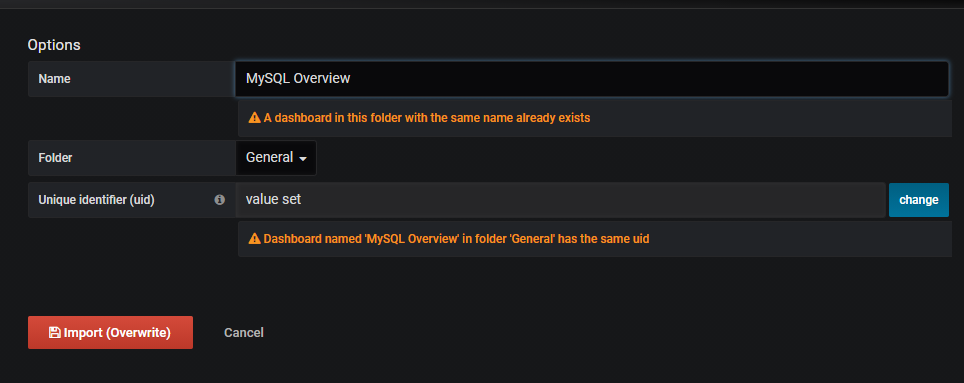 Options
Name MySQL Overview
A dashboard in this folder with the same name already exists
Folder General
Unique identifier (uid) value set change
Dashboard named 'MySQL Overview' in folder 'General' has the same uid
Import (Overwrite) Cancel